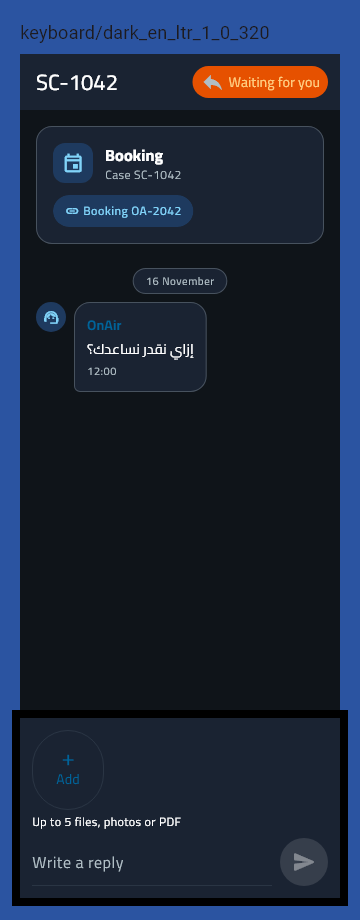 keyboard/dark_en_ltr_1_0_320
SC-1042
Waiting for you
Booking
Case SC-1042
Booking OA-2042
16 November
OnAir
إزاي نقدر نساعدك؟
12:00
+
Add
Up to 5 files, photos or PDF
Write a reply